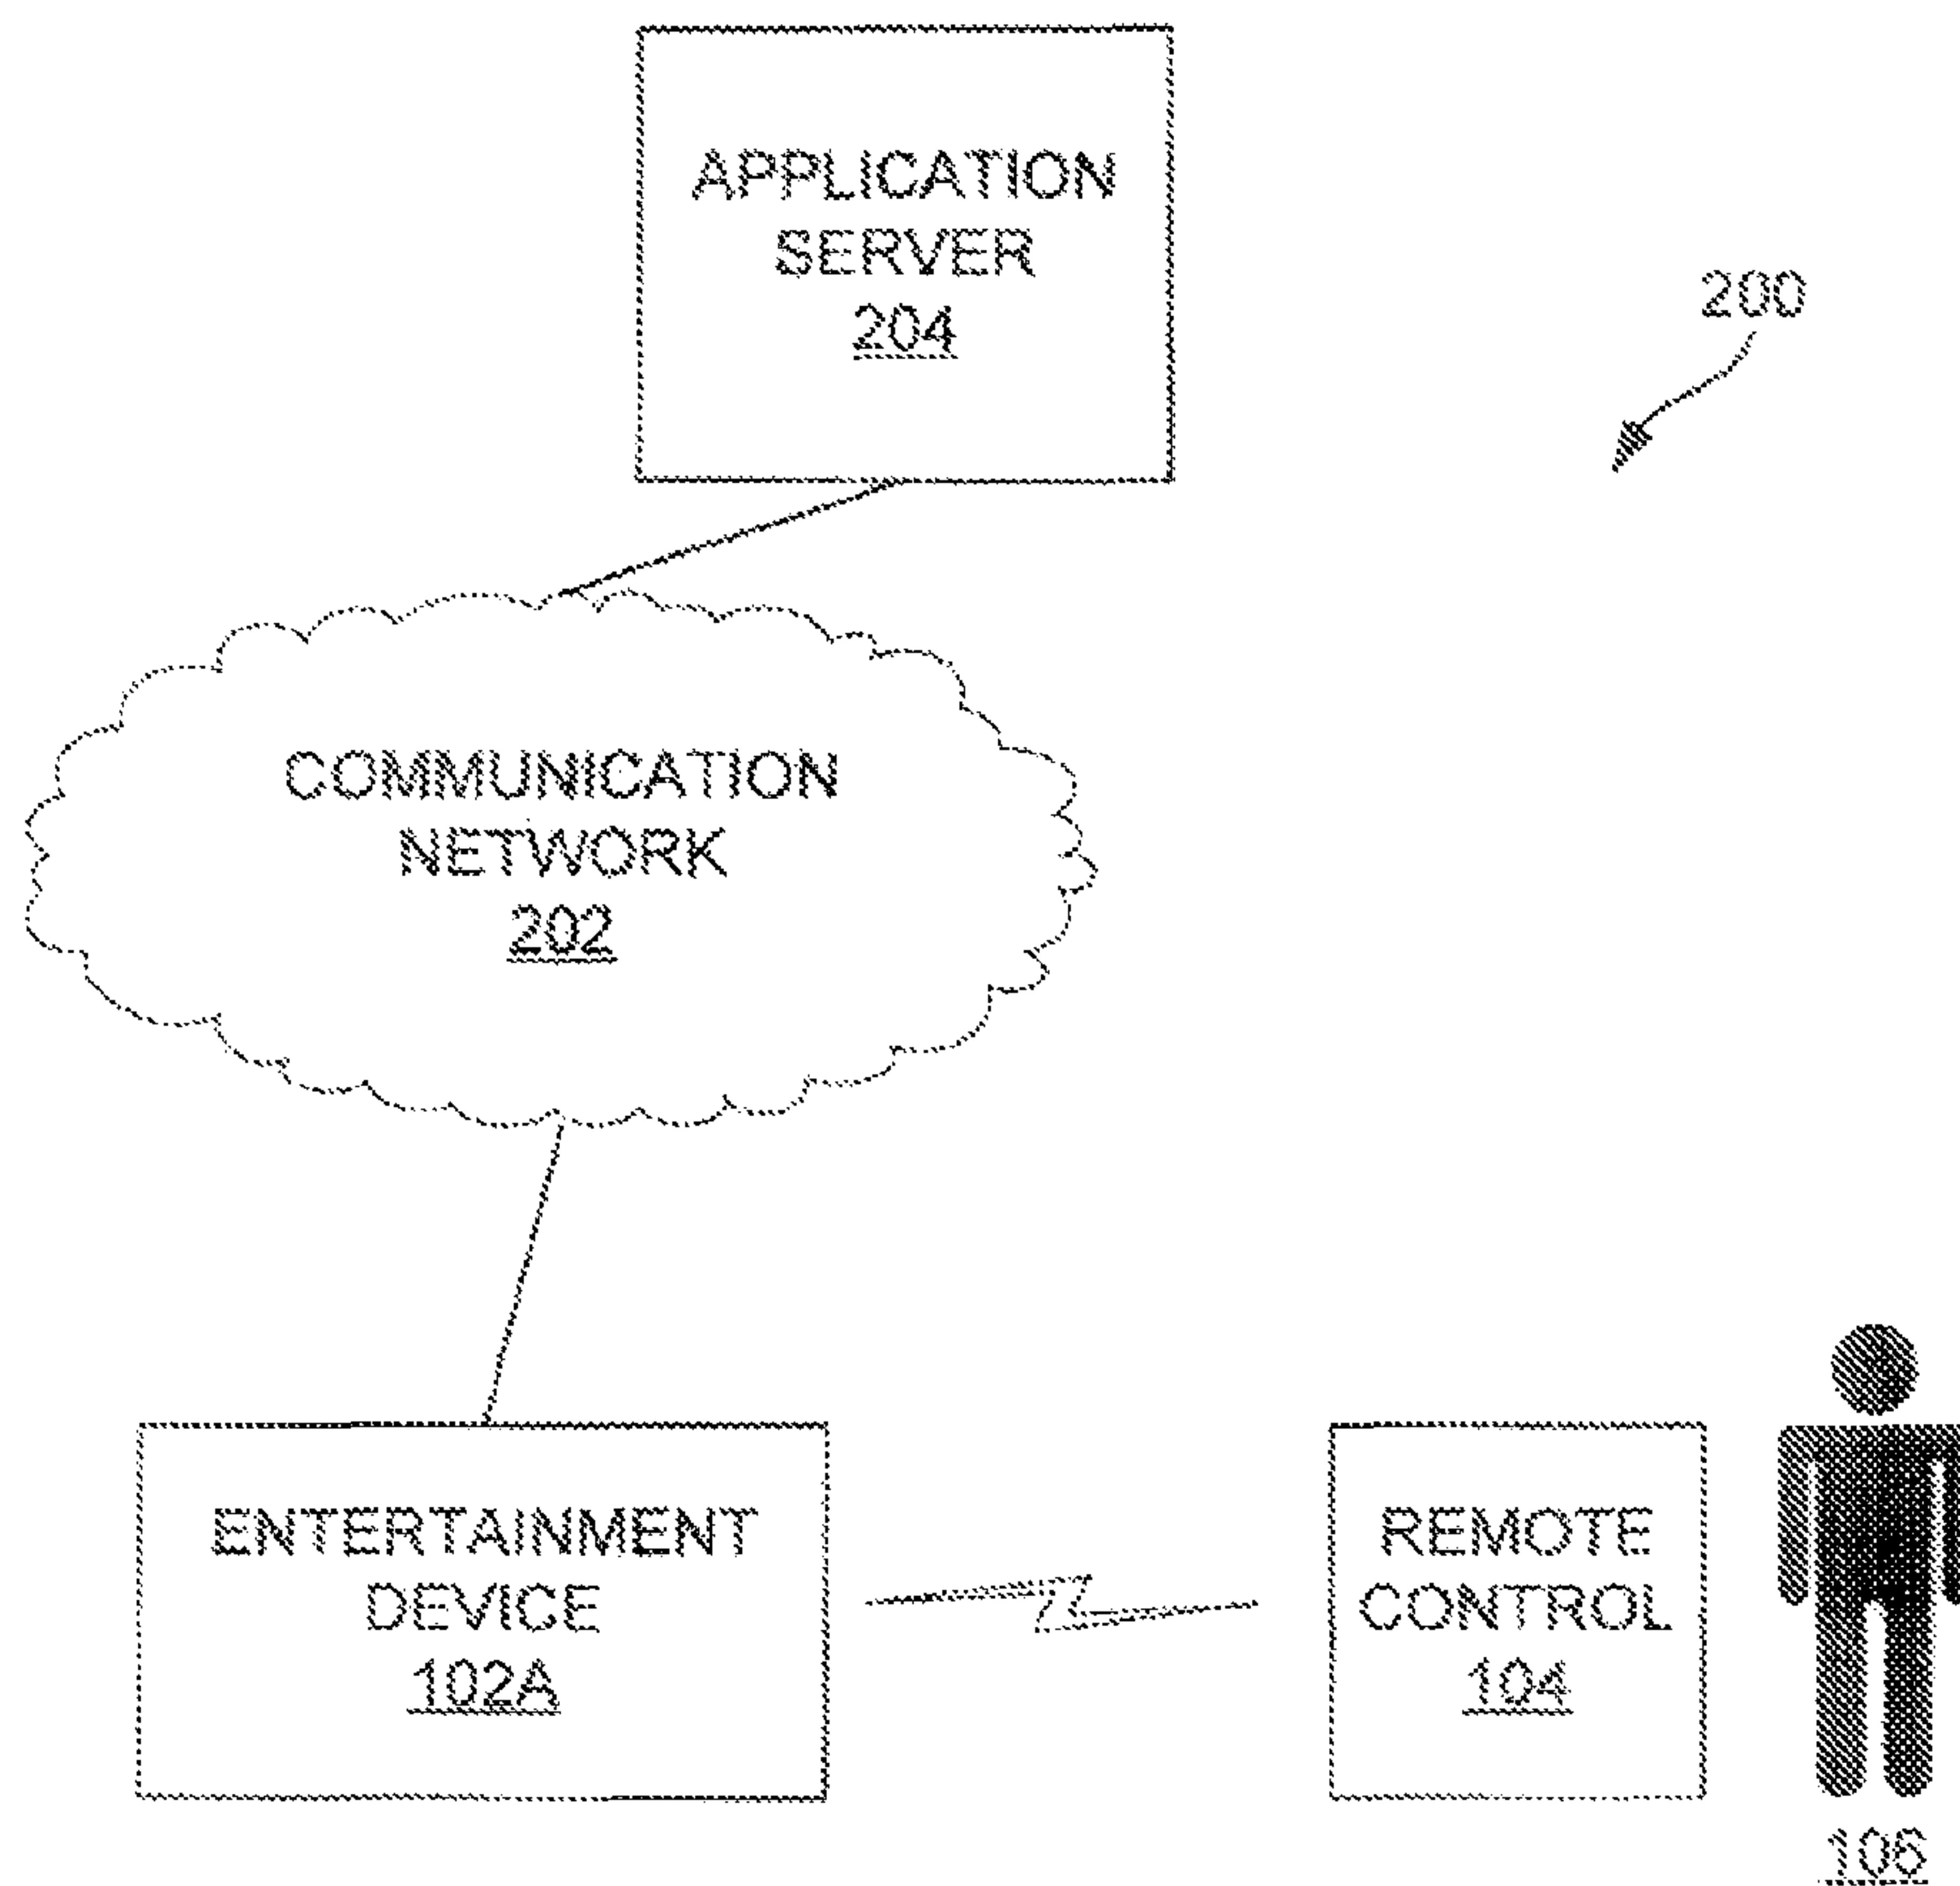 APPLICATION
SERVER
204
200
COMMUNICATION
NETWORK
202
ENTERTAINMENT
DEVICE
102A
REMOTE
CONTROL
104
106